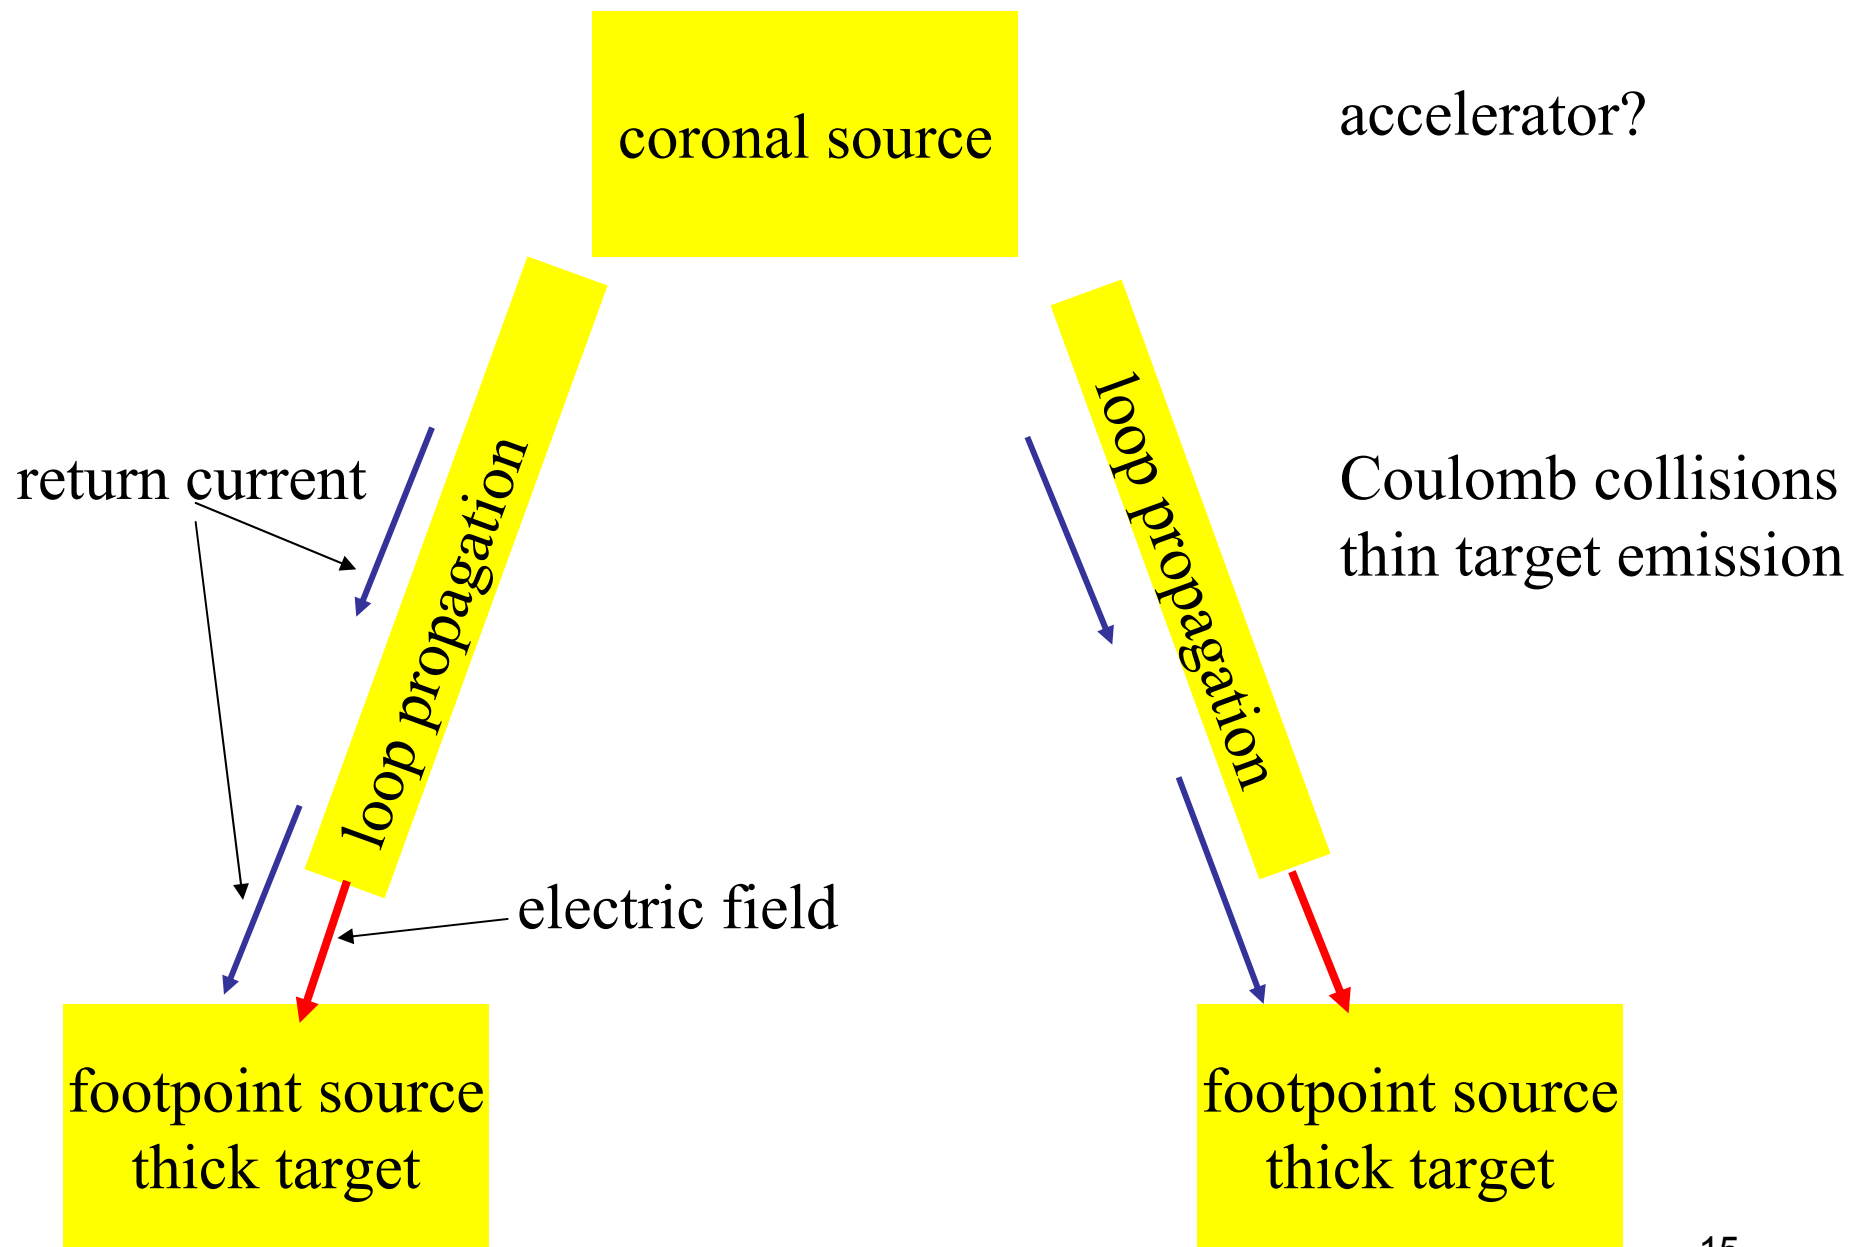 coronal source
accelerator?
return current
loop propagation
loop propagation
Coulomb collisions
thin target emission
electric field
footpoint source
thick target
footpoint source
thick target
15